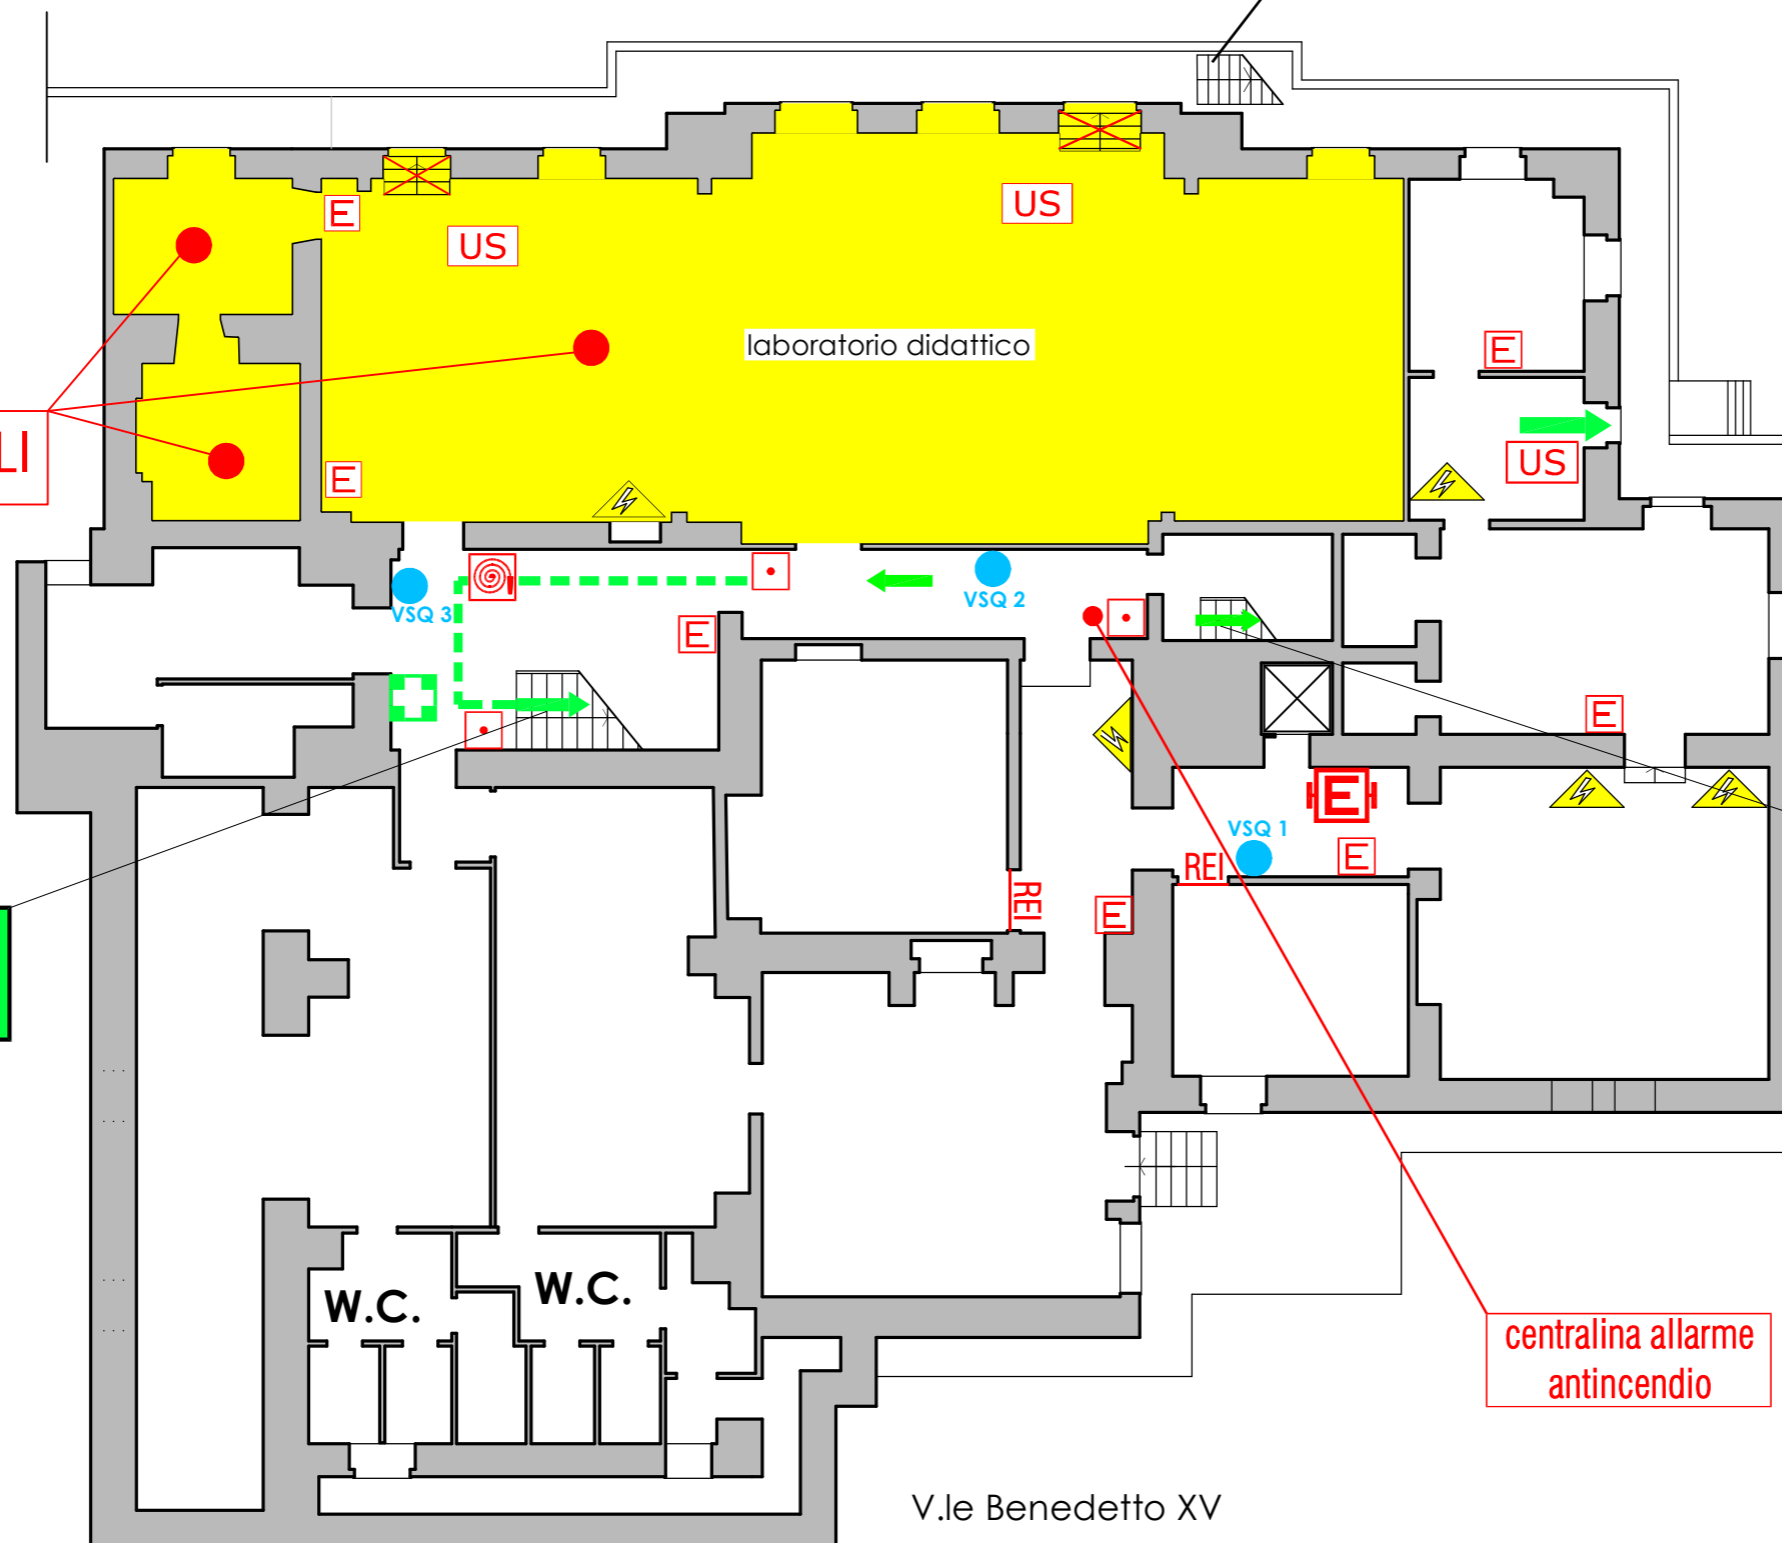 E
US
US
laboratorio didattico
E
LI
US
E
VSQ 3
VSQ 2
E
E
E
VSQ 1
REI
E
REI
E
W.C.
W.C.
centralina allarme
antincendio
V.le Benedetto XV